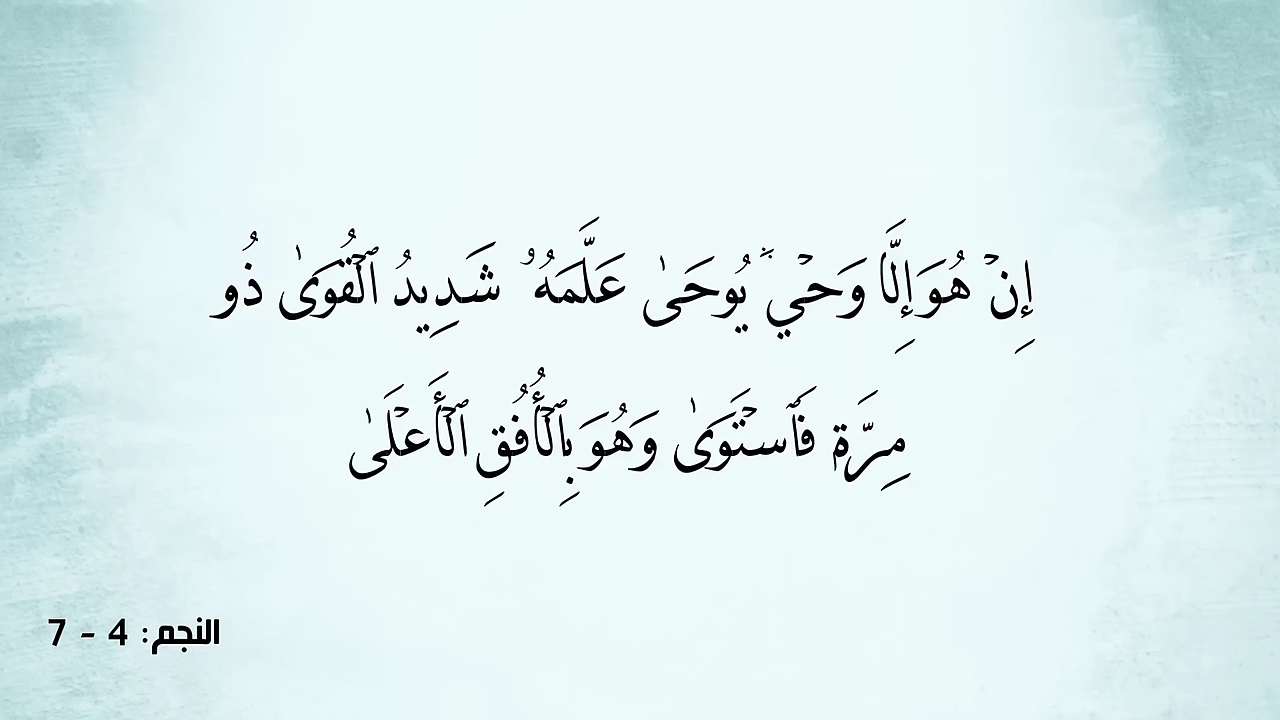 إِنۡ هُوَ إِلَّا وَحۡيٞ يُوحَىٰ عَلَّمَهُۥ شَدِيدُ ٱلۡقُوَىٰ ذُو
مِرَّةٖ فَٱسۡتَوَىٰ وَهُوَ بِٱلۡأُفُقِ ٱلۡأَعۡلَىٰ
النجم: 4 - 7